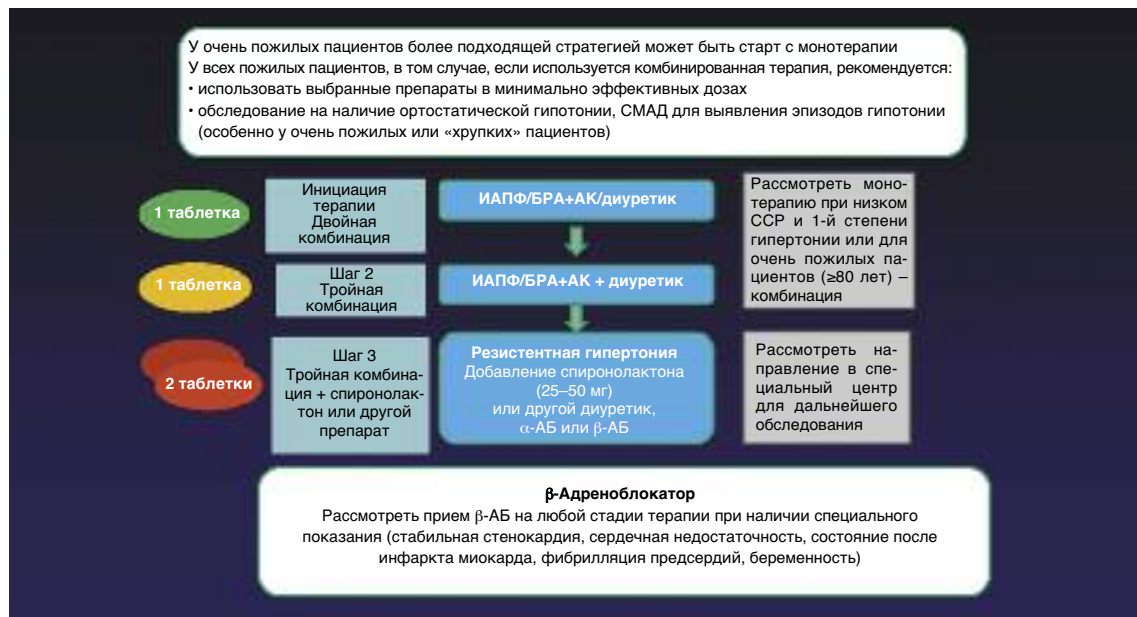 У очень пожилых пациентов более подходящей стратегией может быть старт с монотерапии
У всех пожилых пациентов, в том случае, если используется комбинированная терапия, рекомендуется:
• использовать выбранные препараты в минимально эффективных дозах
• обследование на наличие ортостатической гипотонии, СМАД для выявления эпизодов гипотонии
(особенно у очень пожилых или «хрупких» пациентов)
1 таблетка
Инициация
терапии
Двойная
комбинация
ИАПФ/БРА+АК/диуретик
Рассмотреть моно-
терапию при низком
ССР и 1-й степени
гипертонии или для
очень пожилых па-
циентов (≥80 лет) –
комбинация
1 таблетка
Шаг 2
Тройная
комбинация
ИАПФ/БРА+АК + диуретик
2 таблетки
Шаг 3
Тройная комбина-
ция + спиронолак-
тон или другой
препарат
Резистентная гипертония
Добавление спиронолактона
(25–50 мг)
или другой диуретик,
α-АБ или β-АБ
Рассмотреть на-
правление в спе-
циальный центр
для дальнейшего
обследования
β-Адреноблокатор
Рассмотреть прием β-АБ на любой стадии терапии при наличии специального
показания (стабильная стенокардия, сердечная недостаточность, состояние после
инфаркта миокарда, фибрилляция предсердий, беременность)